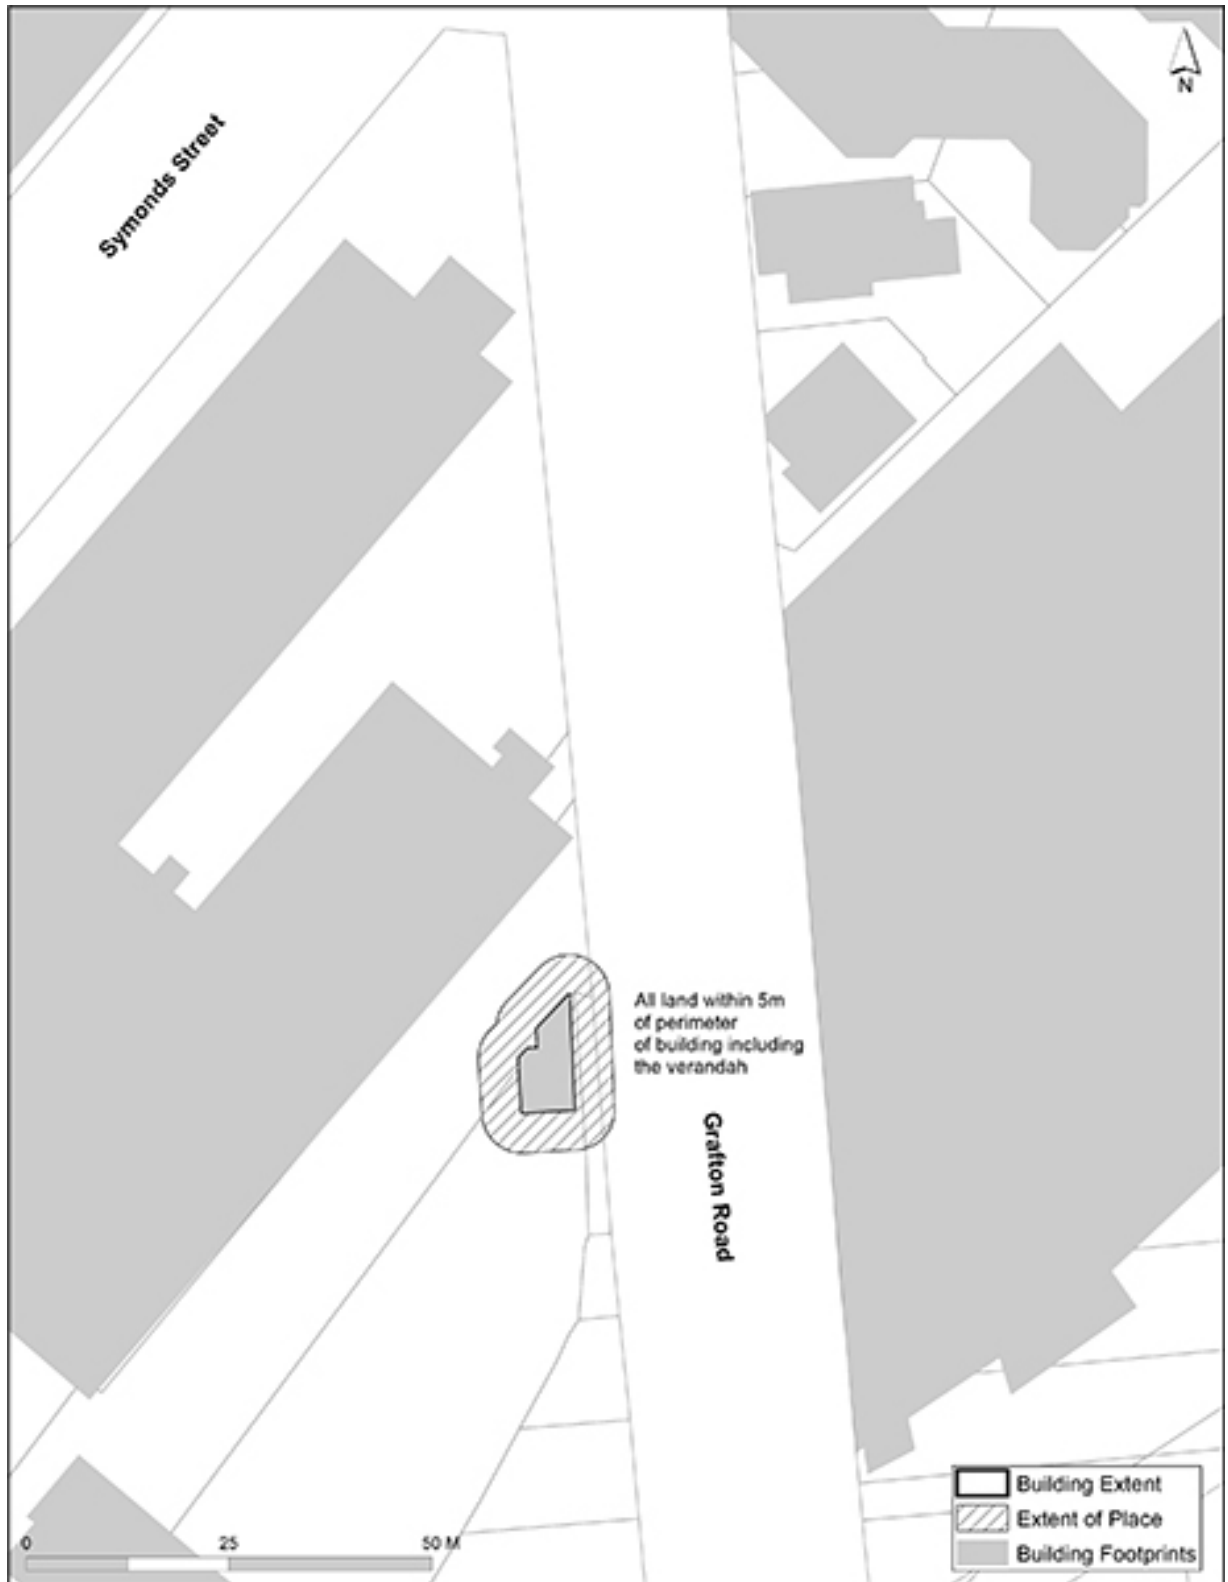 N
Symonds Street
All land within 5m
of perimeter
of building including
the verandah
Grafton Road
Building Extent
Extent of Place
Building Footprints
0 25 50 M